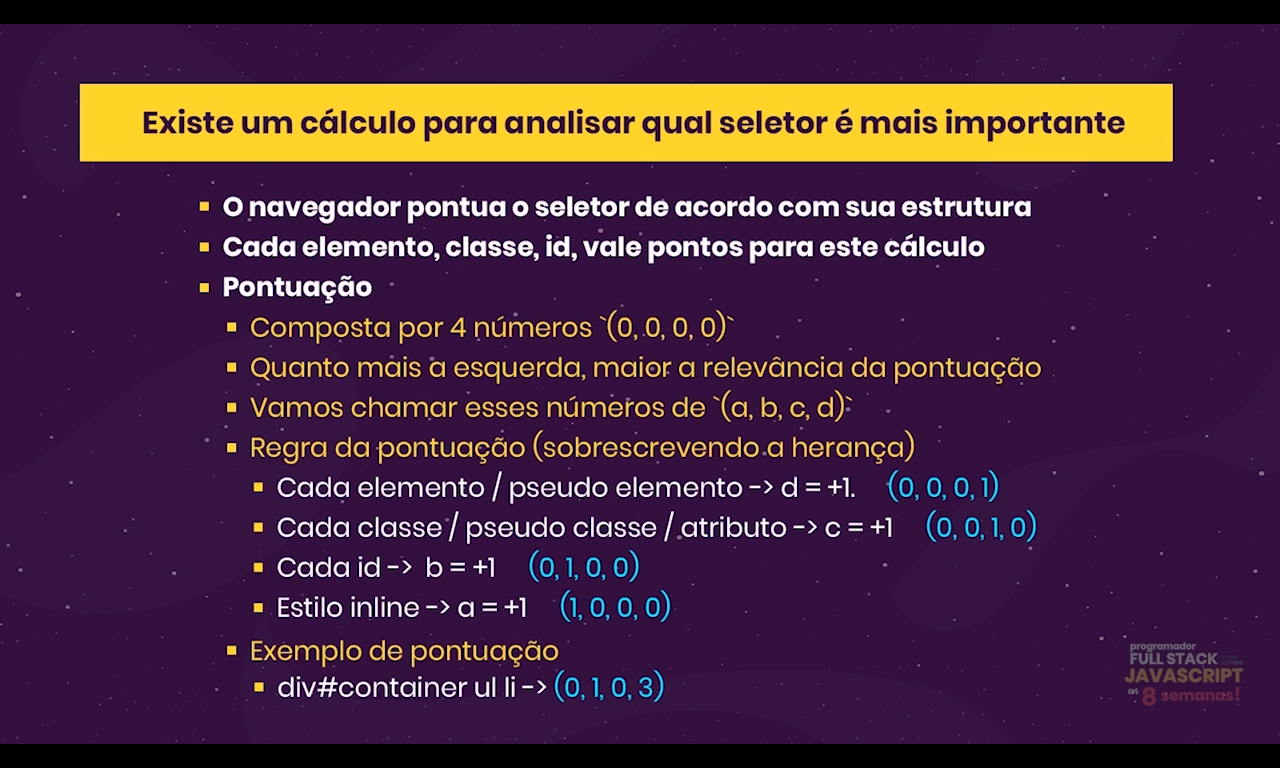 Existe um cálculo para analisar qual seletor é mais importante
O navegador pontua o seletor de acordo com sua estrutura
Cada elemento, classe, id, vale pontos para este cálculo
Pontuação
Composta por 4 números `(0, 0, 0, 0)`
Quanto mais a esquerda, maior a relevância da pontuação
Vamos chamar esses números de `(a, b, c, d)`
Regra da pontuação (sobrescrevendo a herança)
Cada elemento / pseudo elemento -> d = +1. (0, 0, 0, 1)
Cada classe / pseudo classe / atributo -> c = +1 (0, 0, 1, 0)
Cada id -> b = +1 (0, 1, 0, 0)
Estilo inline -> a = +1 (1, 0, 0, 0)
Exemplo de pontuação
div#container ul li -> (0, 1, 0, 3)
programador
FULL STACK
JAVASCRIPT
em 8 semanas!